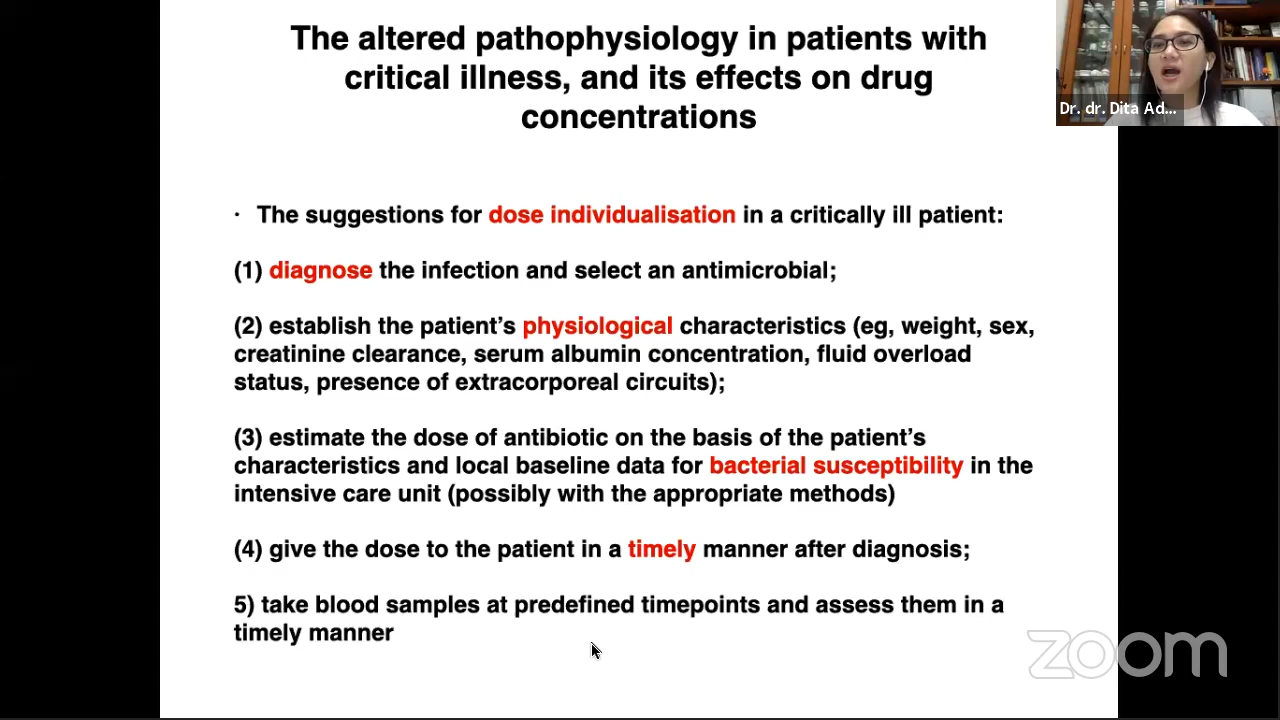 The altered pathophysiology in patients with
critical illness, and its effects on drug
concentrations
Dr. dr. Dita Ad...
· The suggestions for dose individualisation in a critically ill patient:
(1) diagnose the infection and select an antimicrobial;
(2) establish the patient’s physiological characteristics (eg, weight, sex,
creatinine clearance, serum albumin concentration, fluid overload
status, presence of extracorporeal circuits);
(3) estimate the dose of antibiotic on the basis of the patient’s
characteristics and local baseline data for bacterial susceptibility in the
intensive care unit (possibly with the appropriate methods)
(4) give the dose to the patient in a timely manner after diagnosis;
5) take blood samples at predefined timepoints and assess them in a
timely manner
zoom